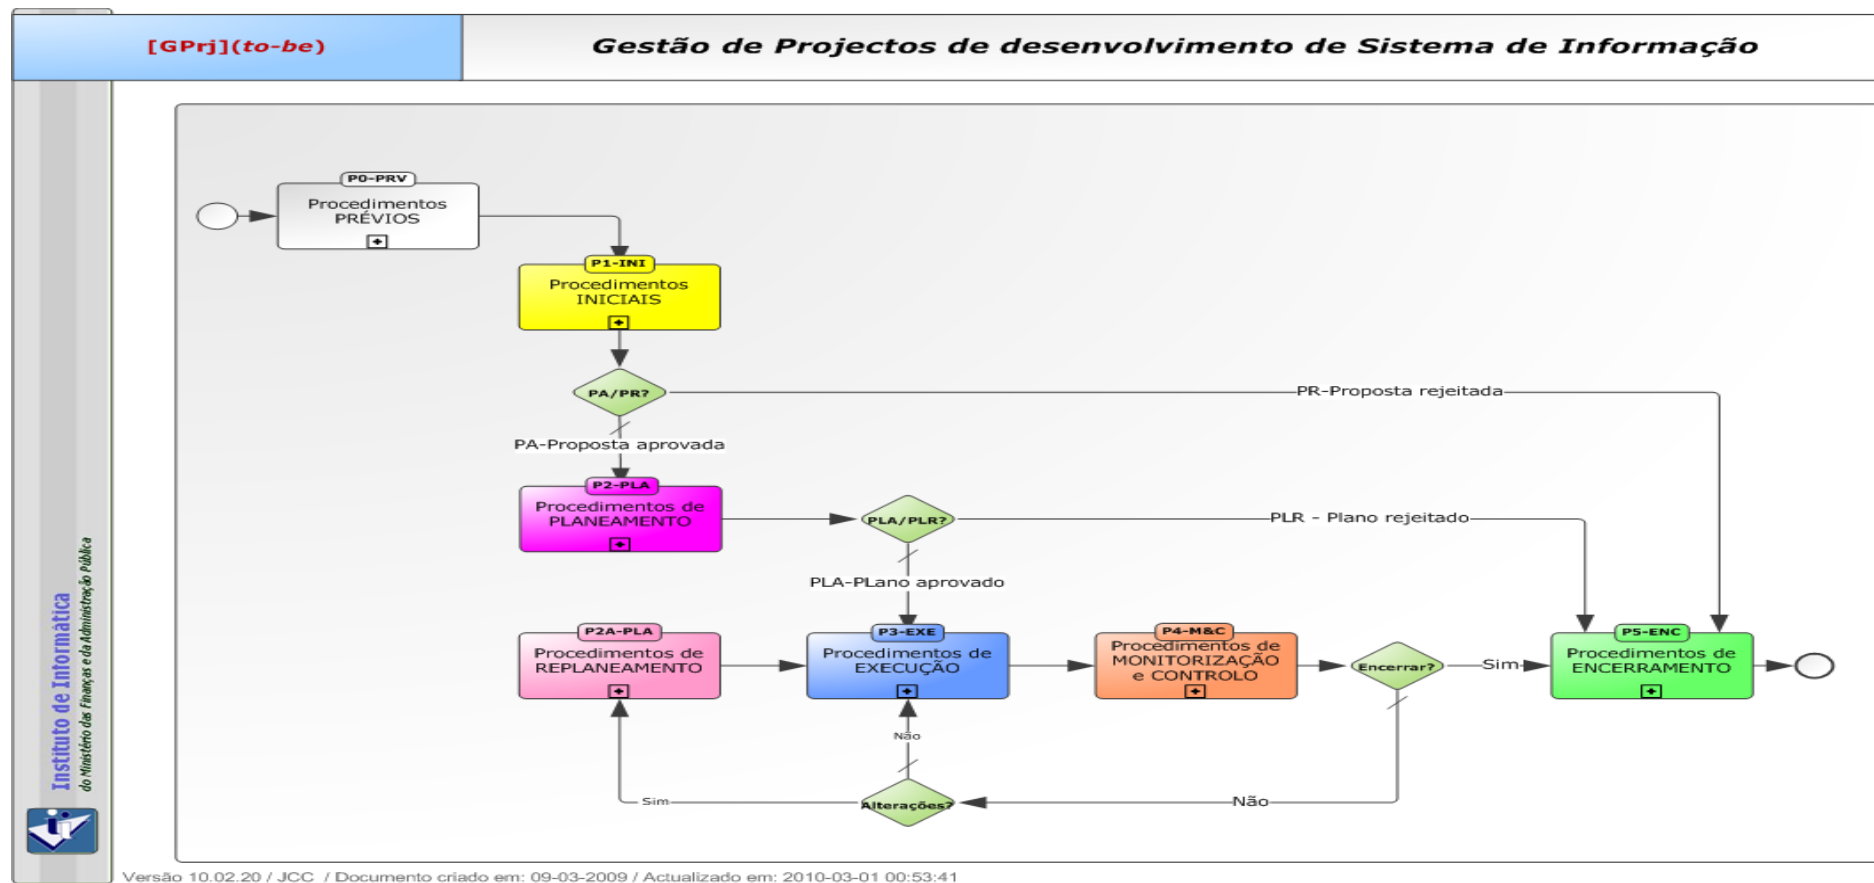 [GPrj](to-be)
Gestão de Projectos de desenvolvimento de Sistema de Informação
P0-PRV
Procedimentos
PRÉVIOS
P1-INI
Procedimentos
INICIAIS
PA/PR?
PR-Proposta rejeitada
PA-Proposta aprovada
P2-PLA
Procedimentos de
PLANEAMENTO
PLA/PLR?
PLR - Plano rejeitado
PLA-PLano aprovado
P2A-PLA
Procedimentos de
REPLANEAMENTO
P3-EXE
Procedimentos de
EXECUÇÃO
P4-M&C
Procedimentos de
MONITORIZAÇÃO
e CONTROLO
Encerrar?
Sim
P5-ENC
Procedimentos de
ENCERRAMENTO
Não
Alterações?
Sim
Não
Instituto de Informática
do Ministério das Finanças e da Administração Pública
Versão 10.02.20 / JCC / Documento criado em: 09-03-2009 / Actualizado em: 2010-03-01 00:53:41